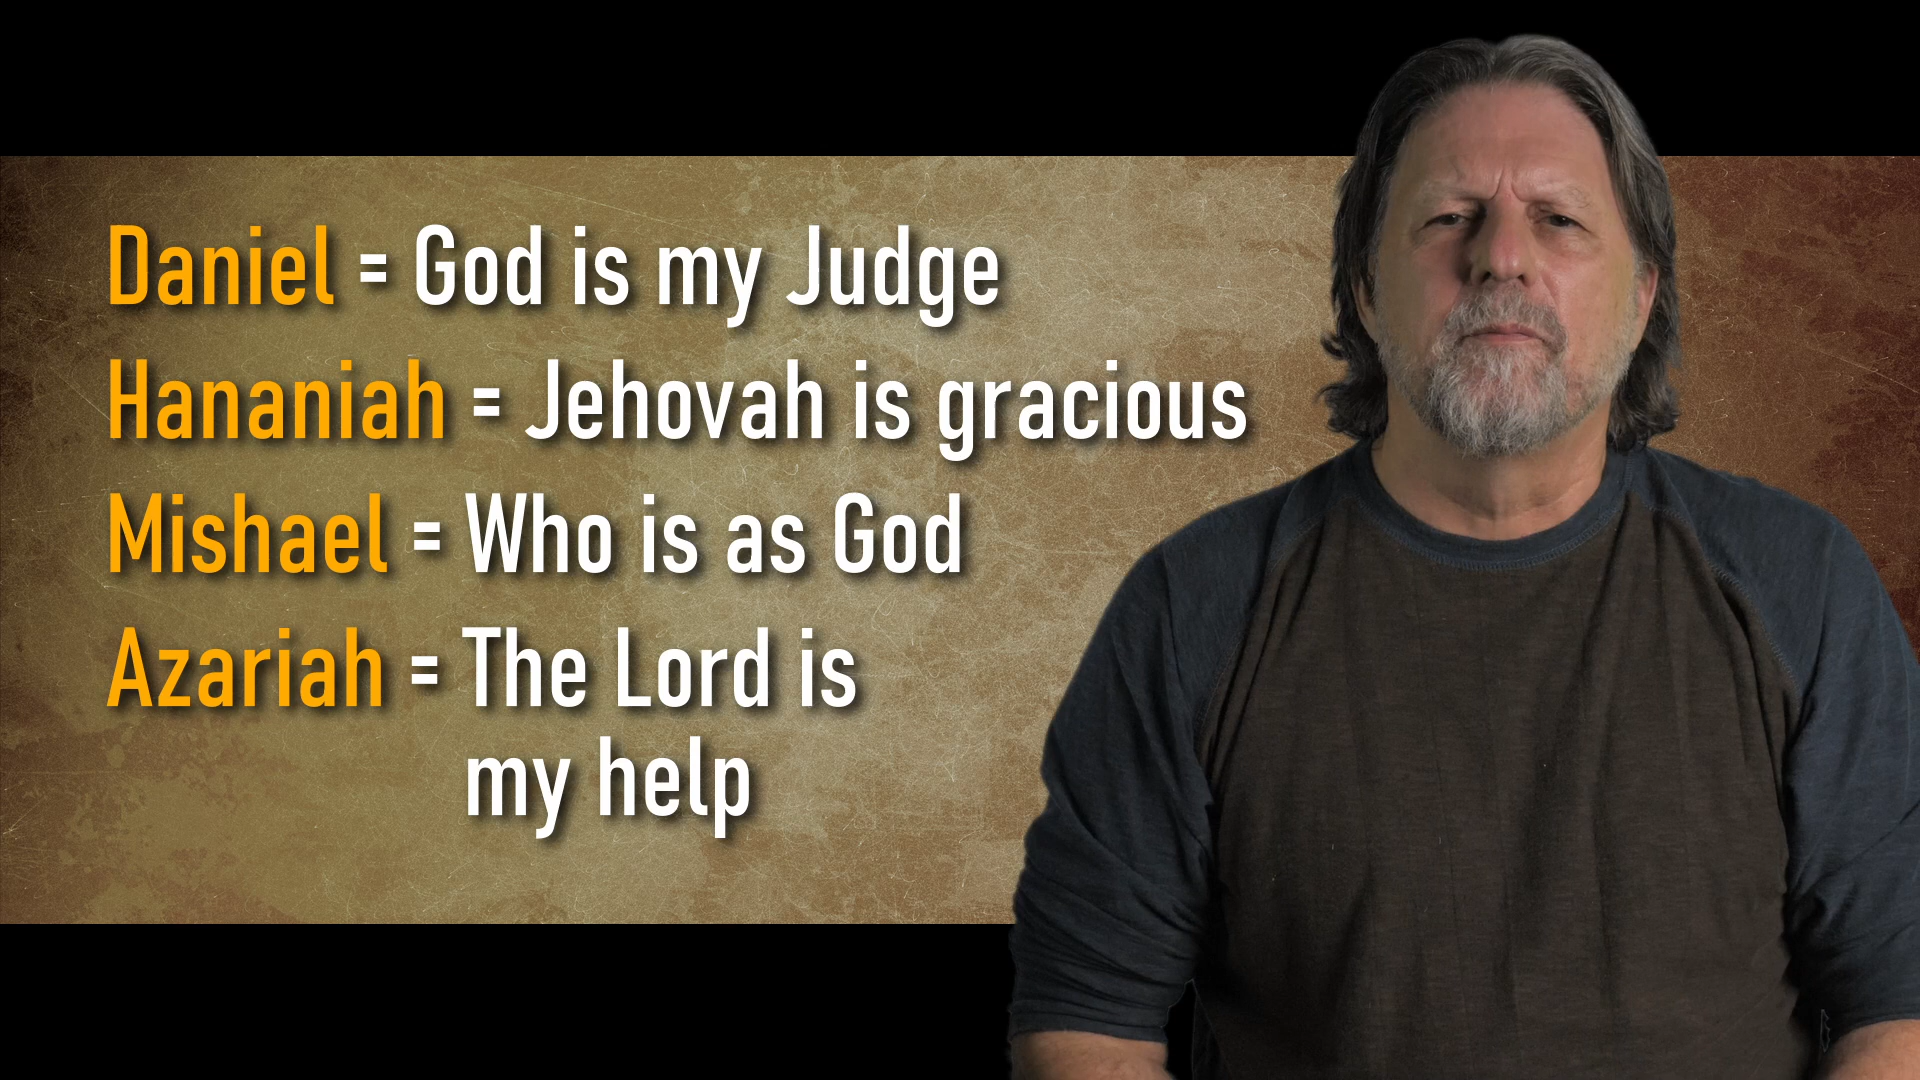 Daniel = God is my Judge
Hananiah = Jehovah is gracious
Mishael = Who is as God
Azariah = The Lord is
my help